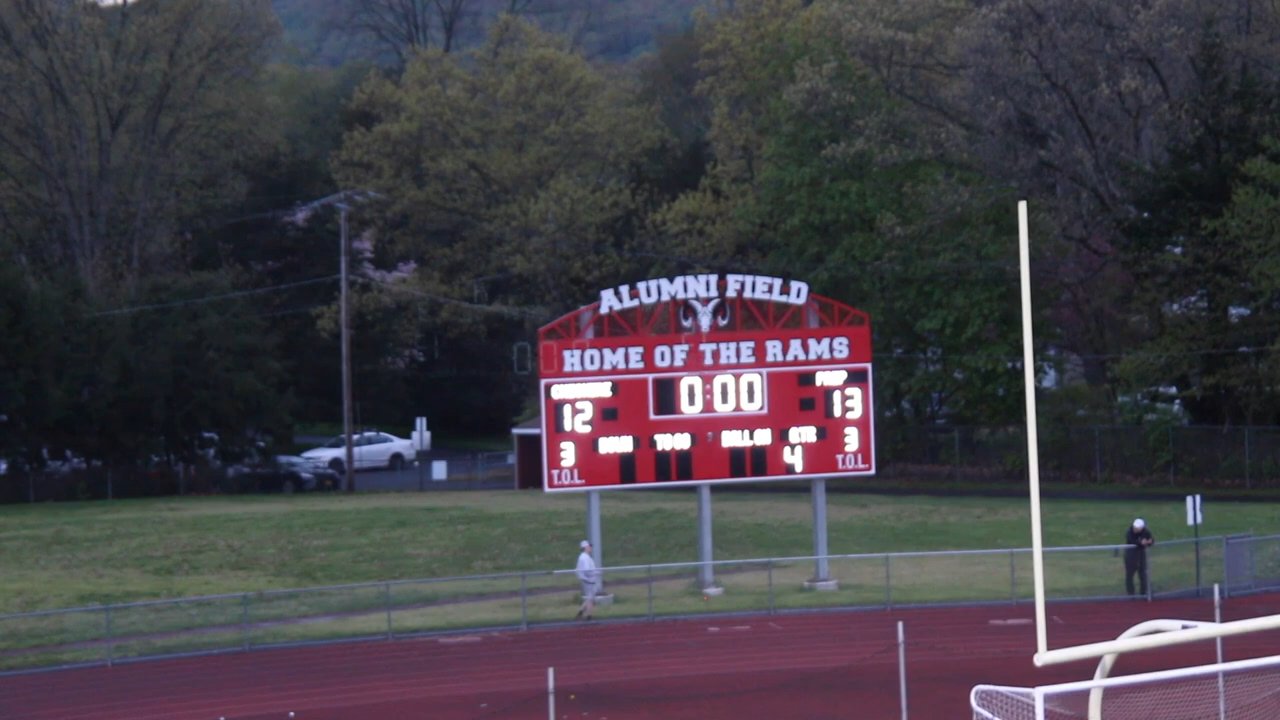 ALUMNI FIELD
HOME OF THE RAMS
0:00 PREP
12 13
3 DOWN TO GO BALL ON QTR 3
T.O.L. 4 T.O.L.